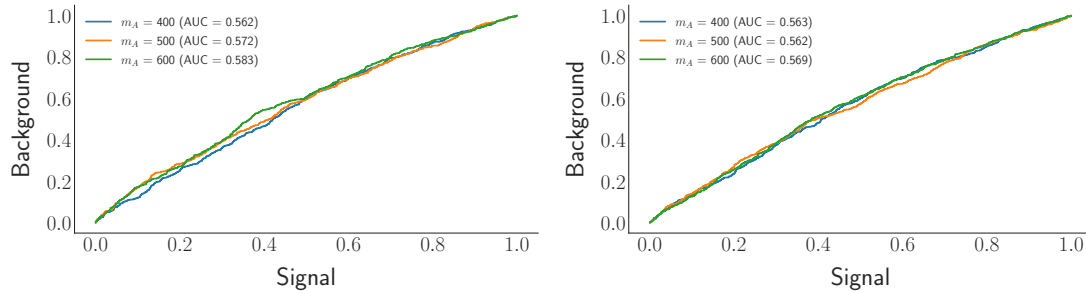 1.0
0.8
0.6
0.4
0.2
0.0
Background
m_A = 400 (AUC = 0.562)
m_A = 500 (AUC = 0.572)
m_A = 600 (AUC = 0.583)
0.0 0.2 0.4 0.6 0.8 1.0
Signal
1.0
0.8
0.6
0.4
0.2
0.0
Background
m_A = 400 (AUC = 0.563)
m_A = 500 (AUC = 0.562)
m_A = 600 (AUC = 0.569)
0.0 0.2 0.4 0.6 0.8 1.0
Signal